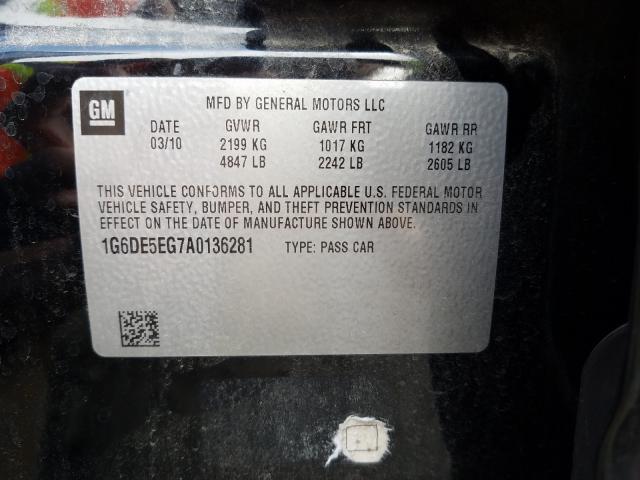 GM
MFD BY GENERAL MOTORS LLC
DATE GVWR GAWR FRT GAWR RR
03/10 2199 KG 1017 KG 1182 KG
4847 LB 2242 LB 2605 LB
THIS VEHICLE CONFORMS TO ALL APPLICABLE U.S. FEDERAL MOTOR
VEHICLE SAFETY, BUMPER, AND THEFT PREVENTION STANDARDS IN
EFFECT ON THE DATE OF MANUFACTURE SHOWN ABOVE.
1G6DE5EG7A0136281 TYPE: PASS CAR